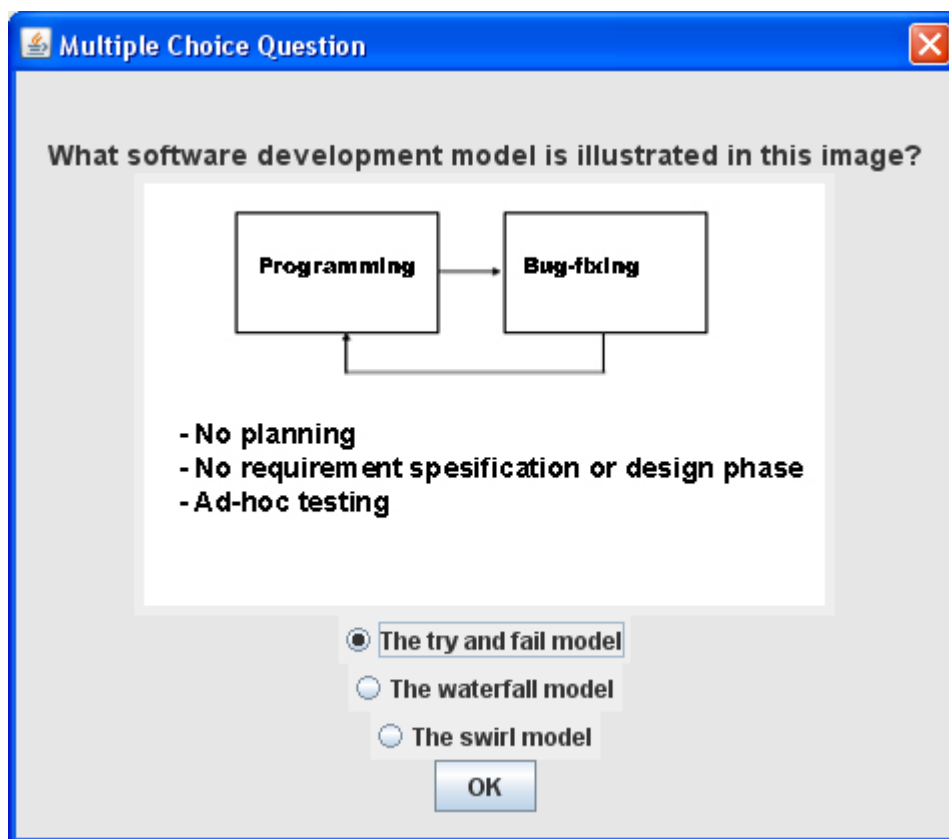 Multiple Choice Question
What software development model is illustrated in this image?
Programming
Bug-fixing
- No planning
- No requirement spesification or design phase
- Ad-hoc testing
The try and fail model
The waterfall model
The swirl model
OK